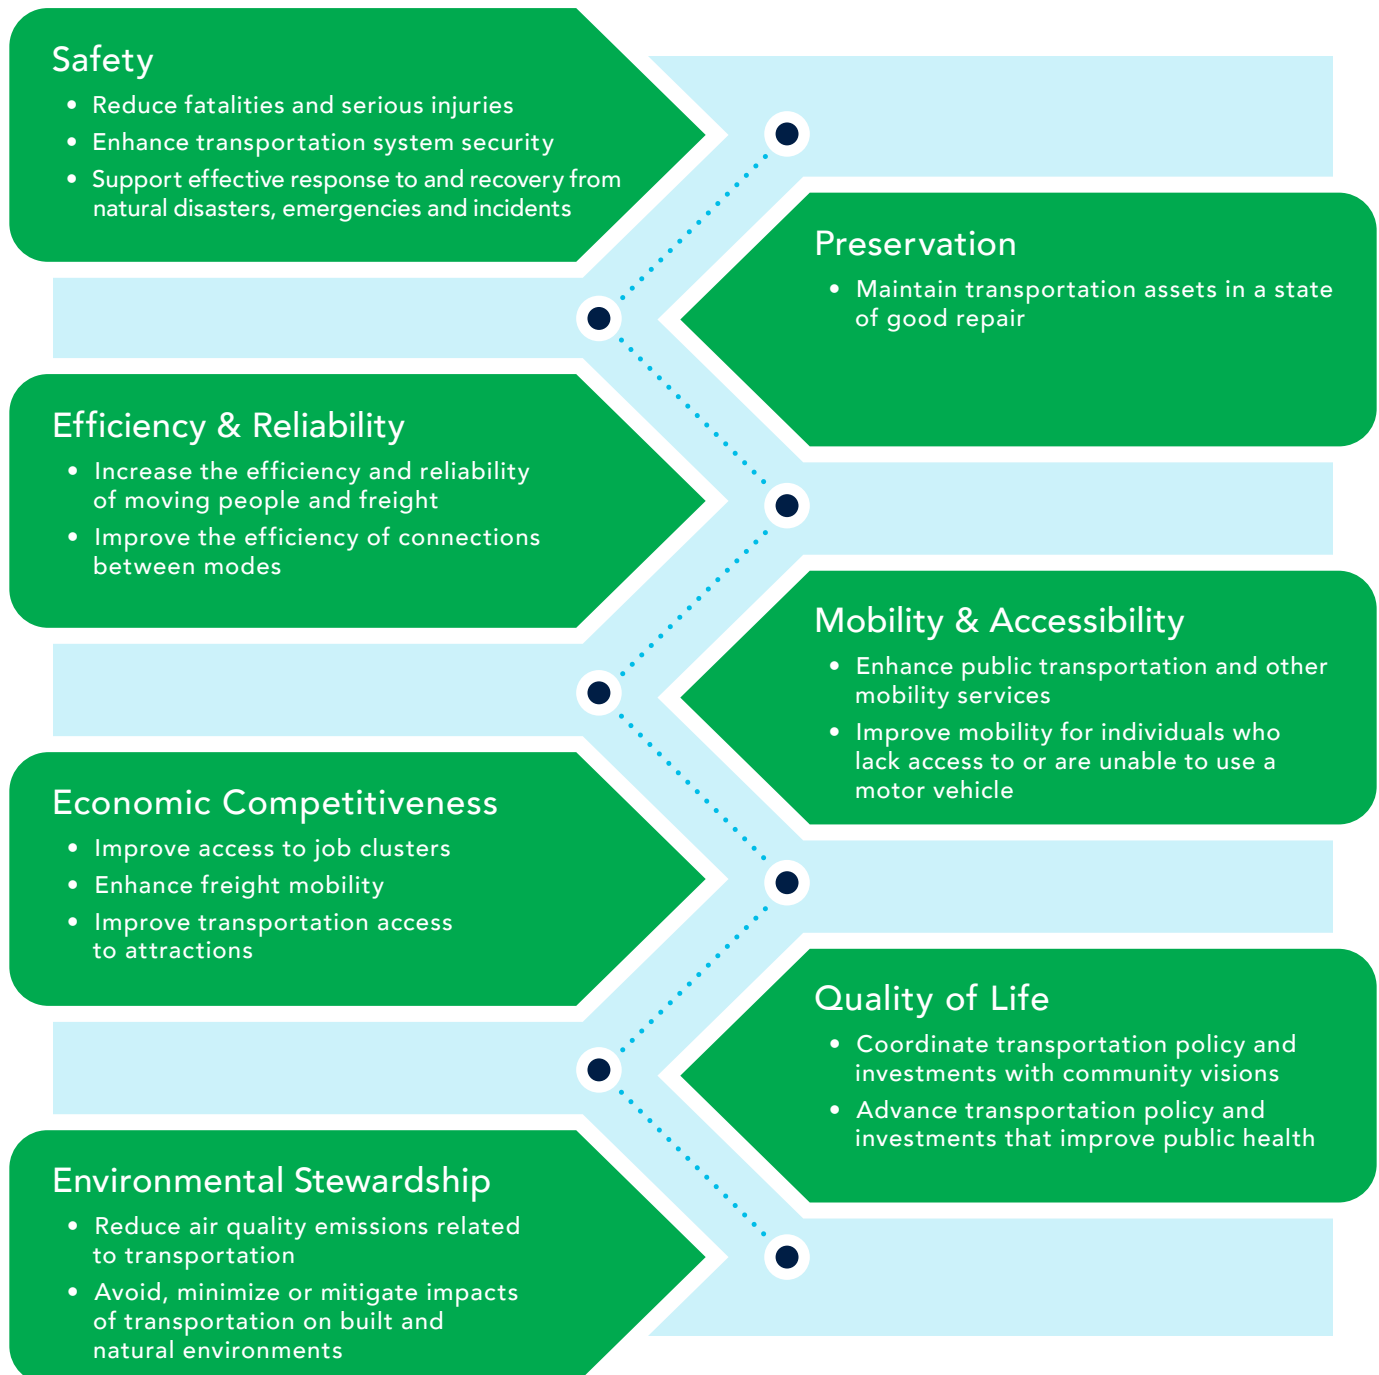 Safety
• Reduce fatalities and serious injuries
• Enhance transportation system security
• Support effective response to and recovery from
natural disasters, emergencies and incidents
Preservation
• Maintain transportation assets in a state
of good repair
Efficiency & Reliability
• Increase the efficiency and reliability
of moving people and freight
• Improve the efficiency of connections
between modes
Mobility & Accessibility
• Enhance public transportation and other
mobility services
• Improve mobility for individuals who
lack access to or are unable to use a
motor vehicle
Economic Competitiveness
• Improve access to job clusters
• Enhance freight mobility
• Improve transportation access
to attractions
Quality of Life
• Coordinate transportation policy and
investments with community visions
• Advance transportation policy and
investments that improve public health
Environmental Stewardship
• Reduce air quality emissions related
to transportation
• Avoid, minimize or mitigate impacts
of transportation on built and
natural environments